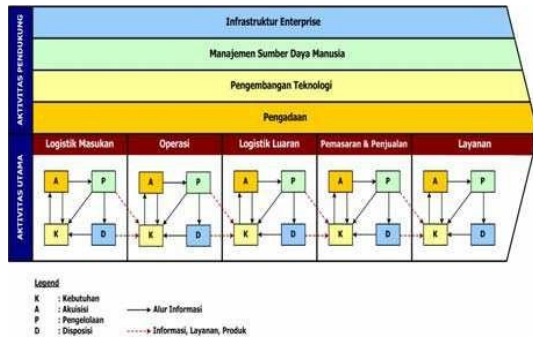 AKTIVITAS PENDUKUNG
Infrastruktur Enterprise
Manajemen Sumber Daya Manusia
Pengembangan Teknologi
Pengadaan
AKTIVITAS UTAMA
Logistik Masukan
Operasi
Logistik Luaran
Pemasaran & Penjualan
Layanan
A P
K D
A P
K D
A P
K D
A P
K D
A P
K D
Legend
K : Kebutuhan
A : Akuisisi
P : Pengelolaan
D : Disposisi
Alur Informasi
Informasi, Layanan, Produk